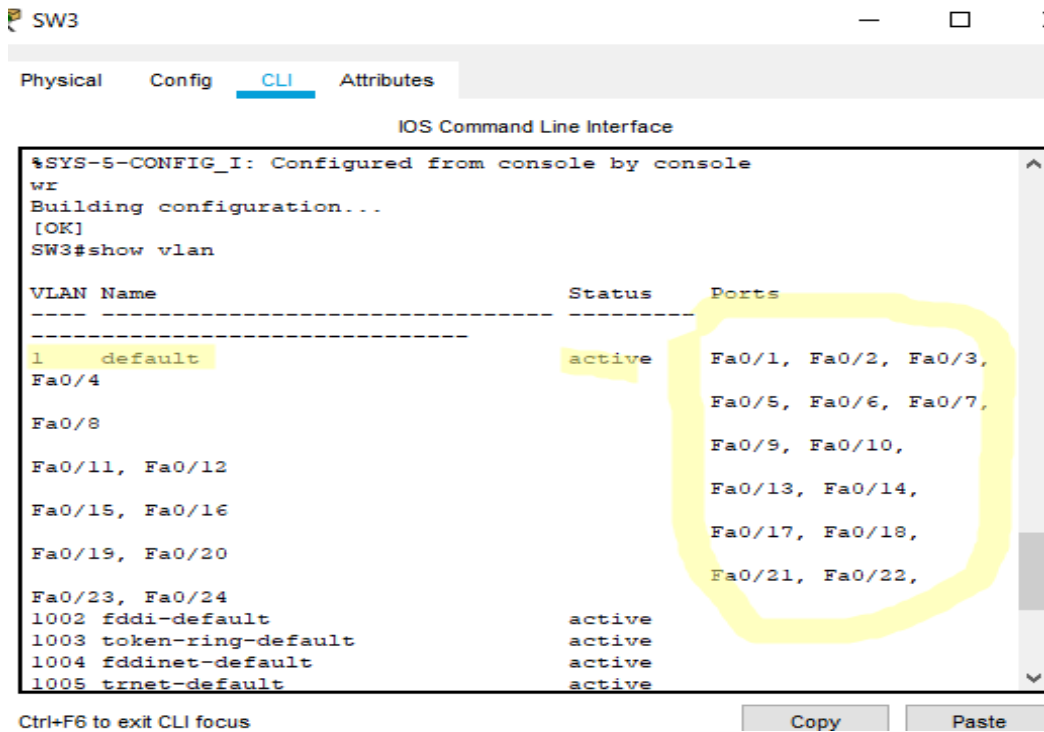 SW3
Physical Config CLI Attributes
IOS Command Line Interface
%SYS-5-CONFIG_I: Configured from console by console
wr
Building configuration...
[OK]
SW3#show vlan
VLAN Name                             Status    Ports
---- -------------------------------- ---------
-------------------------------
1    default                          active    Fa0/1, Fa0/2, Fa0/3,
Fa0/4
                                                Fa0/5, Fa0/6, Fa0/7,
Fa0/8
                                                Fa0/9, Fa0/10,
Fa0/11, Fa0/12
                                                Fa0/13, Fa0/14,
Fa0/15, Fa0/16
                                                Fa0/17, Fa0/18,
Fa0/19, Fa0/20
                                                Fa0/21, Fa0/22,
Fa0/23, Fa0/24
1002 fddi-default                     active
1003 token-ring-default               active
1004 fddinet-default                  active
1005 trnet-default                    active
Ctrl+F6 to exit CLI focus
Copy Paste